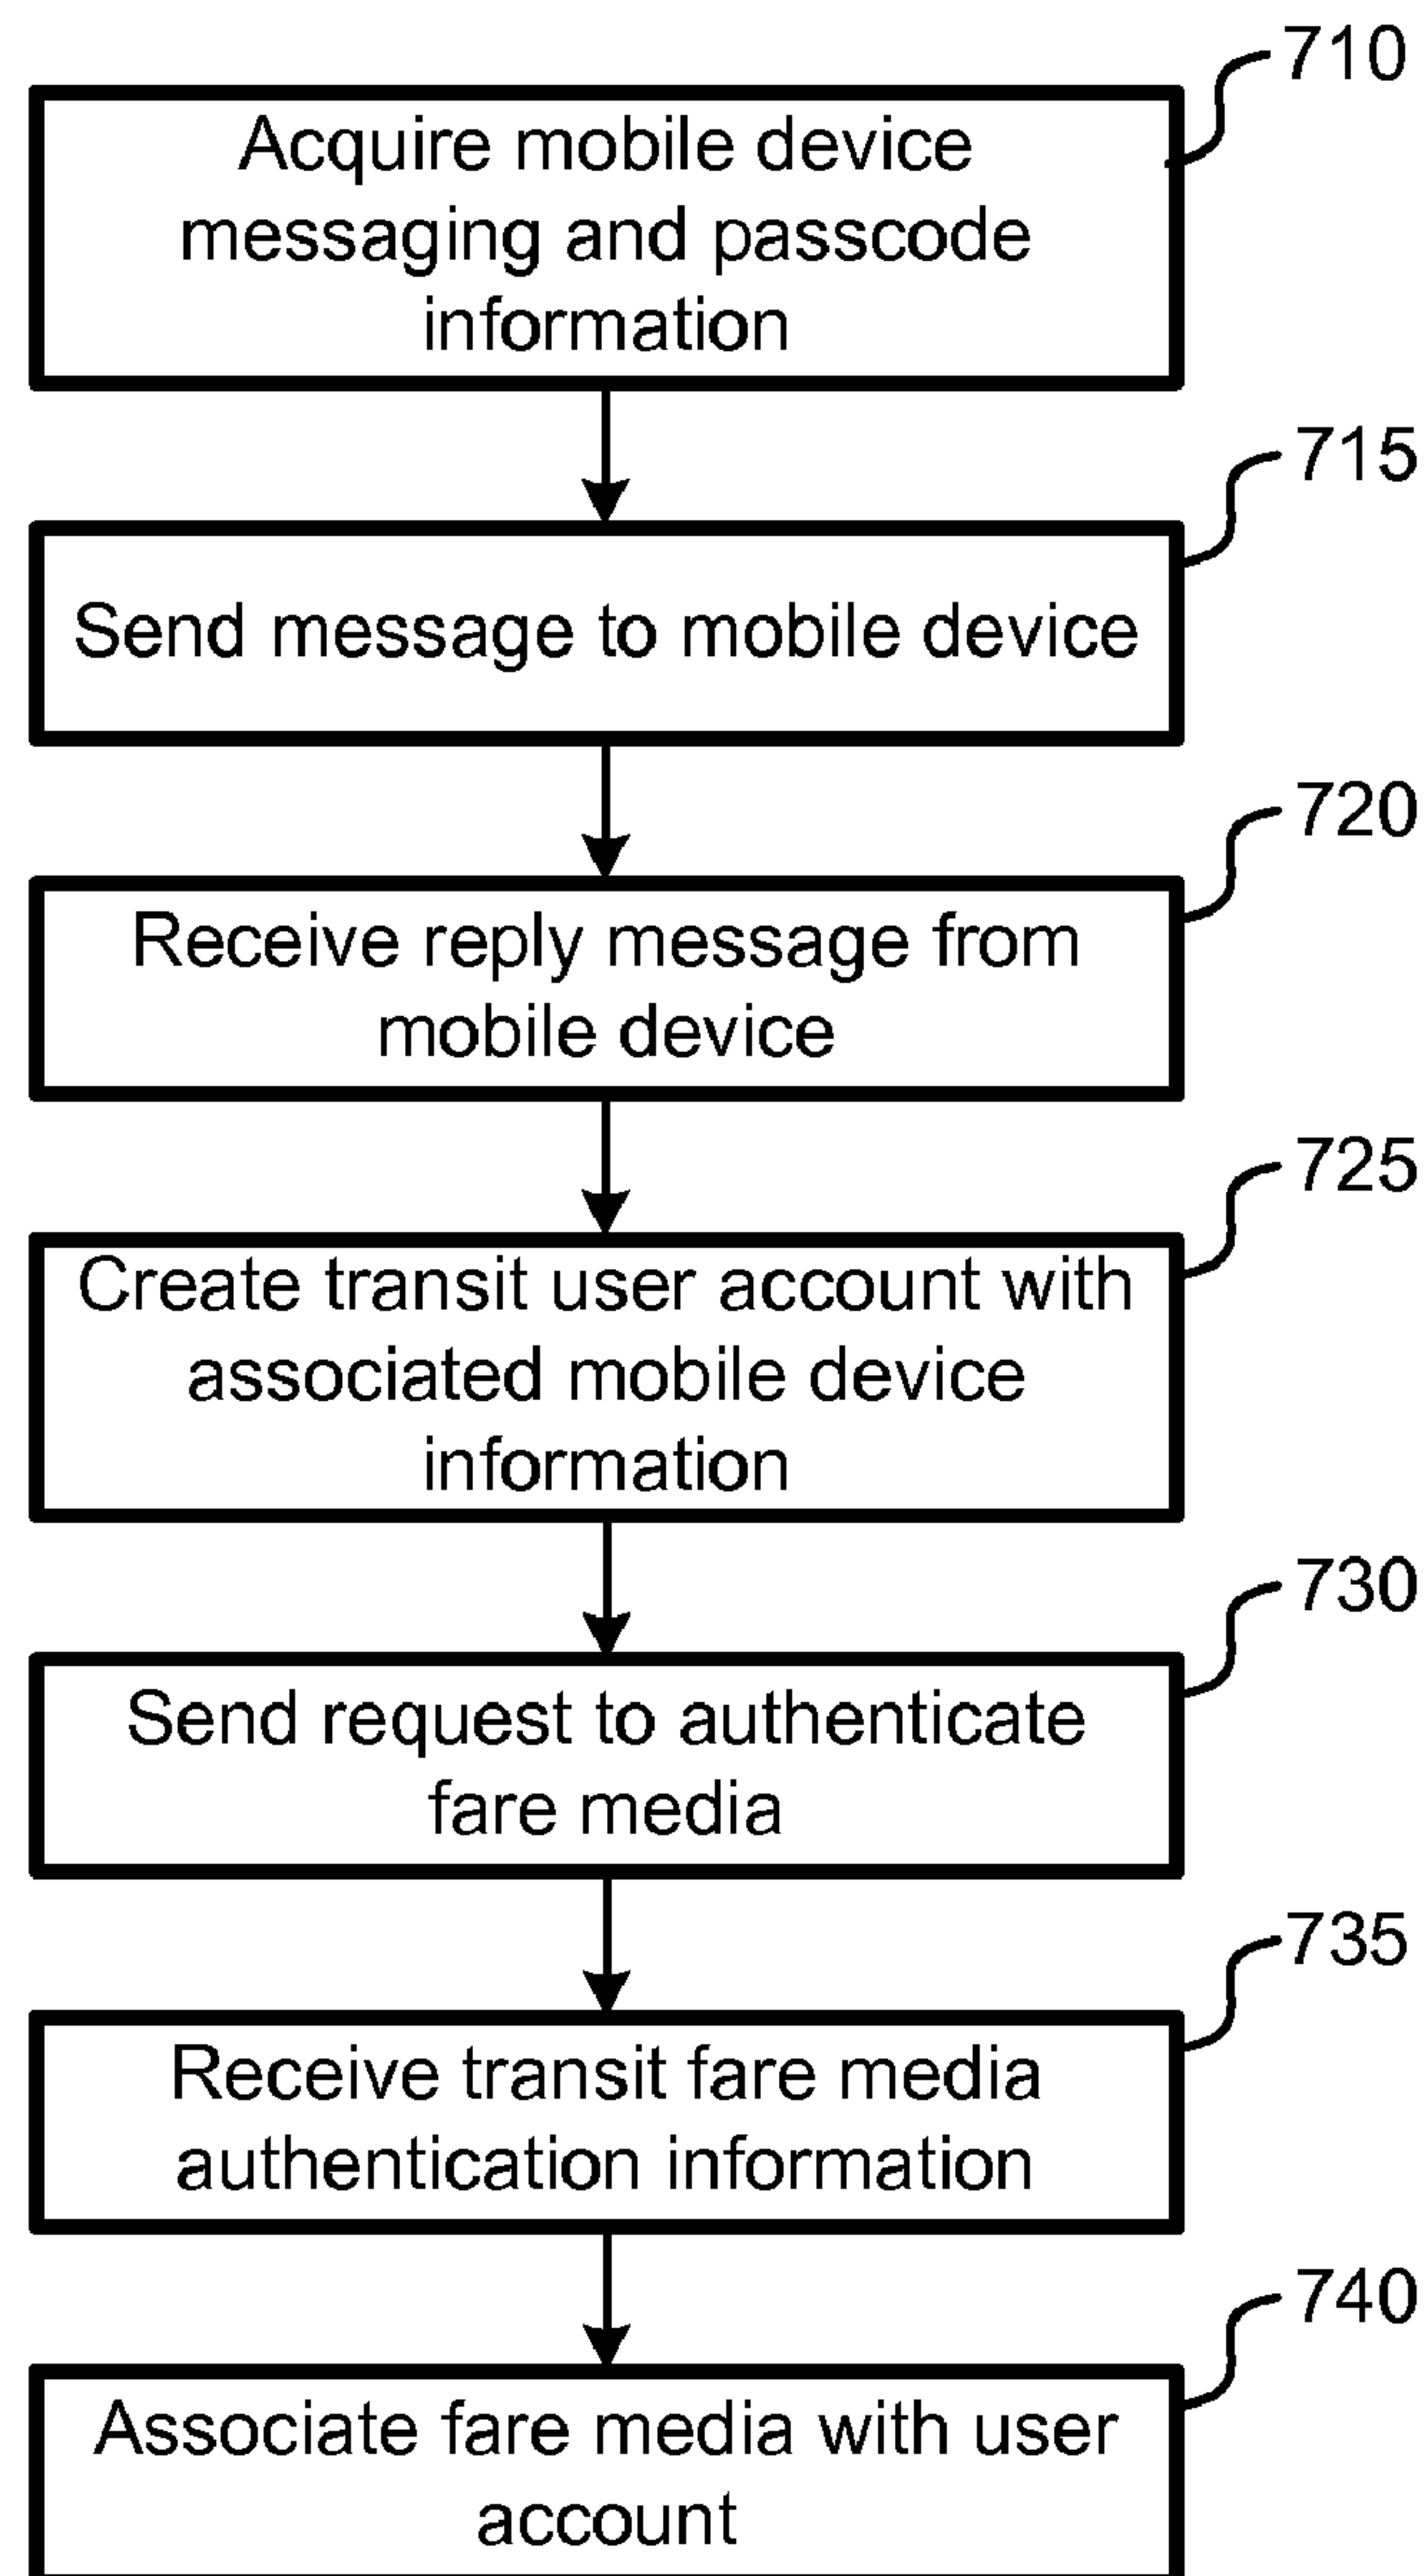 710
Acquire mobile device
messaging and passcode
information
715
Send message to mobile device
720
Receive reply message from
mobile device
725
Create transit user account with
associated mobile device
information
730
Send request to authenticate
fare media
735
Receive transit fare media
authentication information
740
Associate fare media with user
account